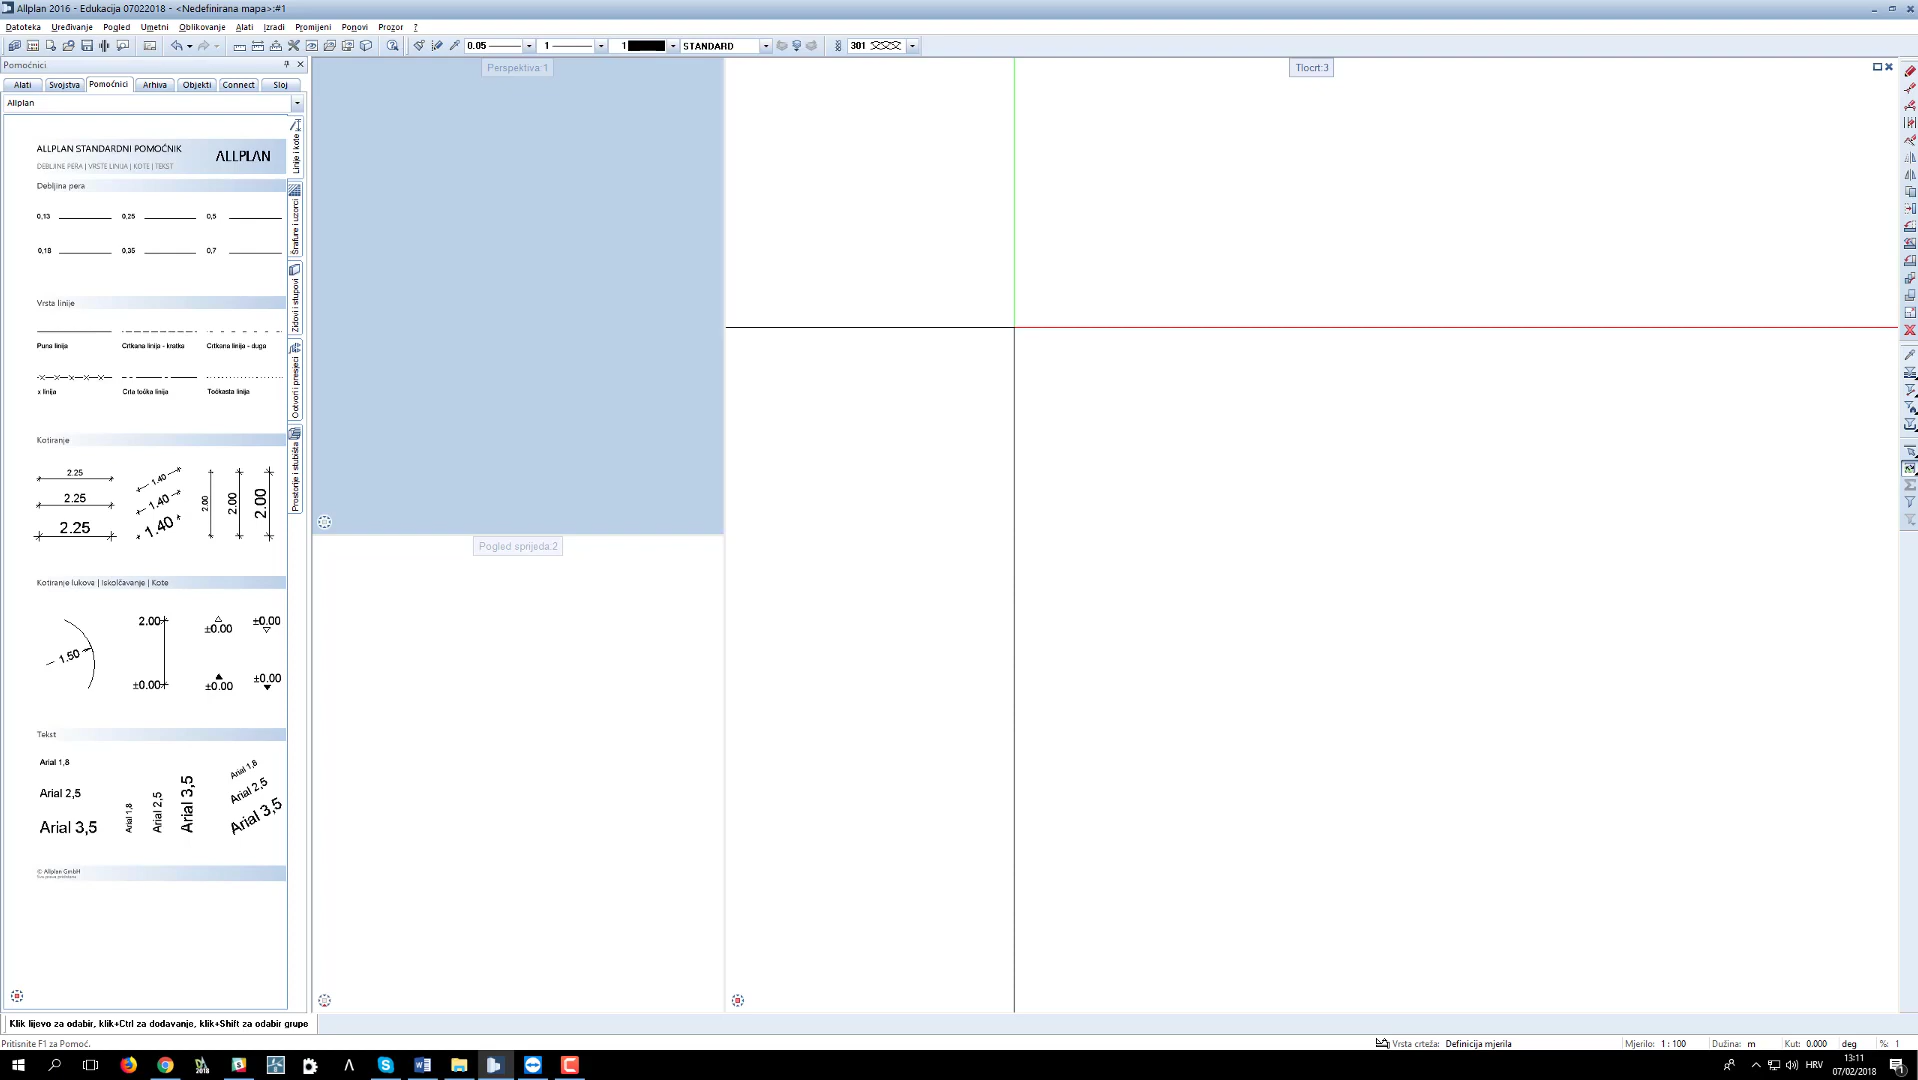 Allplan 2016 - Edukacija 07022018 - <Nedefinirana mapa>:#1
Datoteka Uređivanje Pogled Umetni Oblikovanje Alati Izradi Promijeni Ponovi Prozor ?
0.05 1 1 STANDARD 301
Pomoćnici
Alati Svojstva Pomoćnici Arhiva Objekti Connect Sloj
Allplan
ALLPLAN STANDARDNI POMOĆNIK
ALLPLAN
DEBLJINE PERA | VRSTE LINIJA | KOTE | TEKST
Debljina pera
0,13 0,25 0,5
0,18 0,35 0,7
Vrsta linije
Puna linija Crtkana linija - kratka Crtkana linija - duga
x linija Crta točka linija Točkasta linija
Kotiranje
2.25 1.40 2.00
2.25 1.40 2.00
2.25 1.40 2.00
Kotiranje lukova | Iskolčavanje | Kote
1.50
2.00 ±0.00 ±0.00
±0.00 ±0.00 ±0.00
Tekst
Arial 1,8 Arial 1,8 Arial 1,8
Arial 2,5 Arial 2,5 Arial 2,5
Arial 3,5 Arial 3,5 Arial 3,5
© Allplan GmbH
Linije i kote
Šrafure i uzorci
Zidovi i stupovi
Otvori i presjeci
Prostorije i stubišta
Perspektiva:1
Pogled sprijeda:2
Tlocrt:3
Klik lijevo za odabir, klik+Ctrl za dodavanje, klik+Shift za odabir grupe
Pritisnite F1 za Pomoć.
Vrsta crteža: Definicija mjerila Mjerilo: 1 : 100 Dužina: m Kut: 0.000 deg %: 1
2018
HRV
13:11
07/02/2018